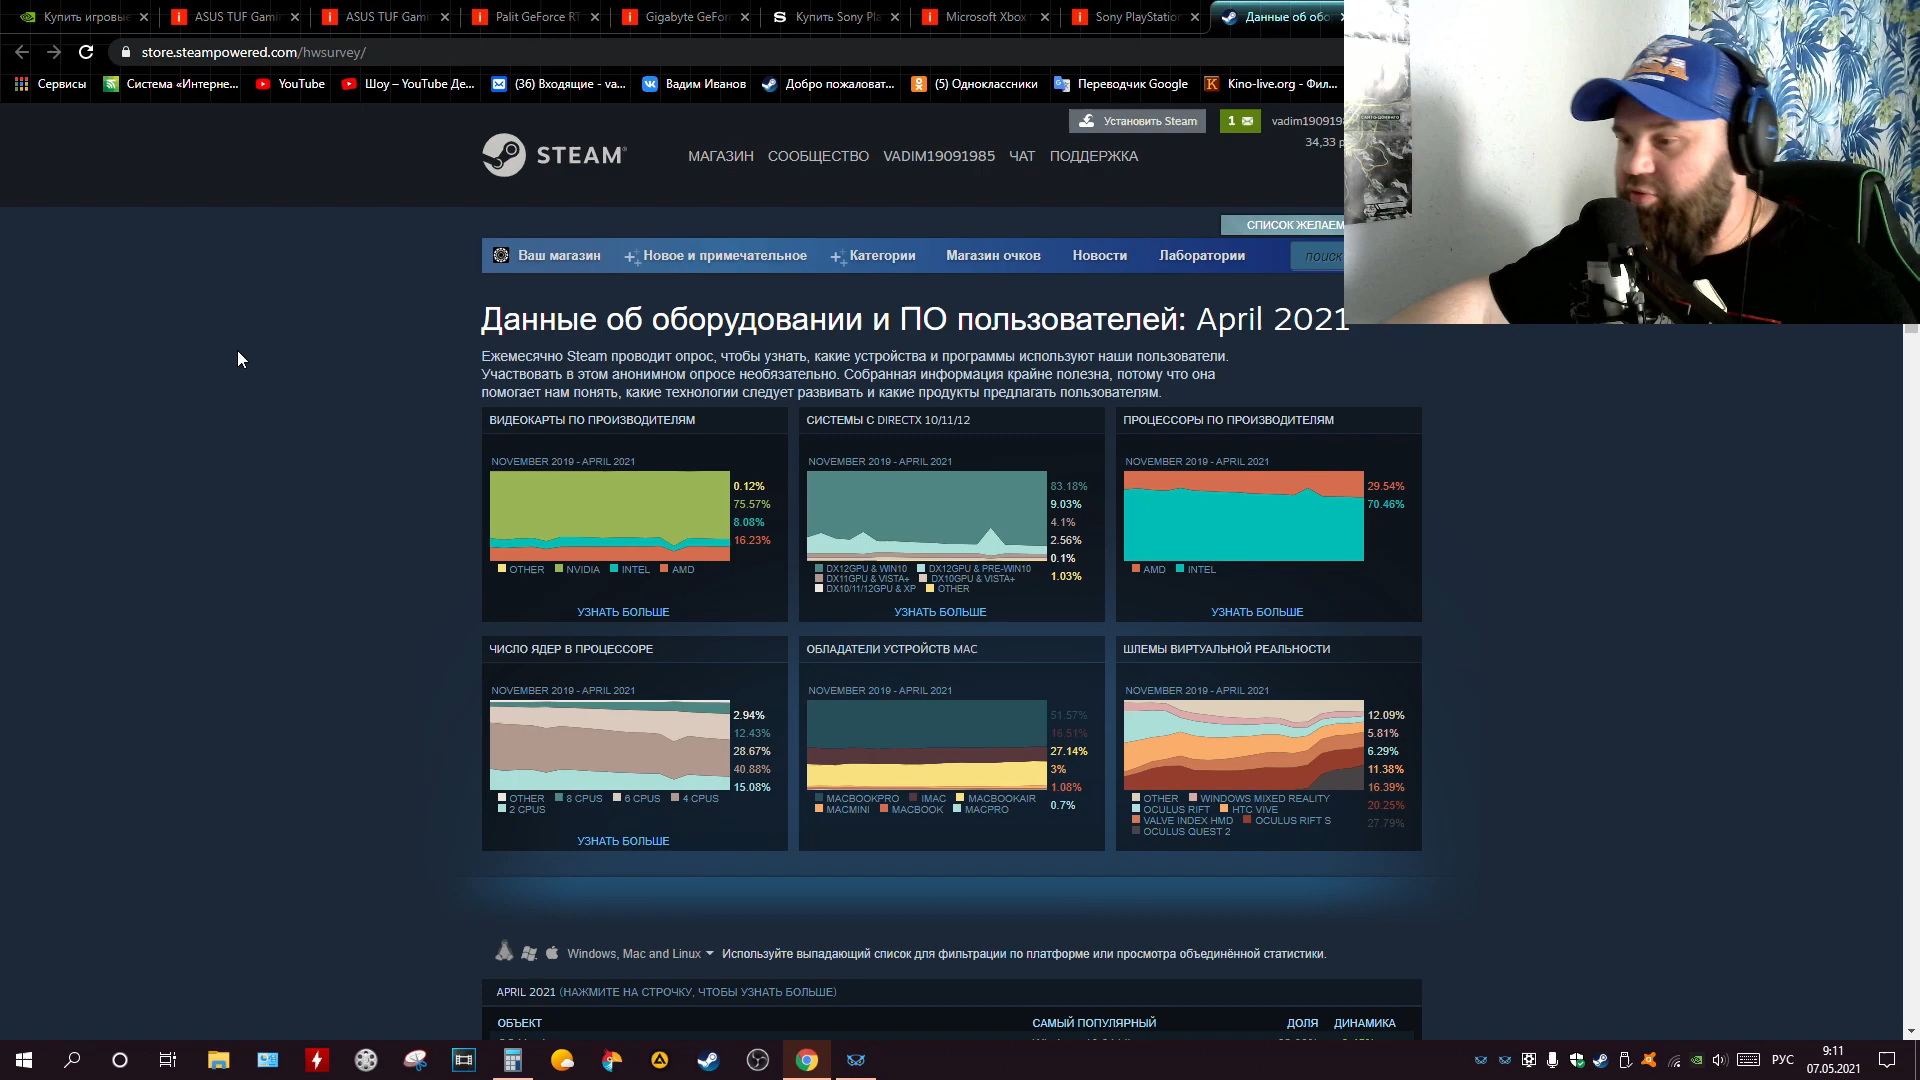 Купить игровые
ASUS TUF Gami
ASUS TUF Gami
Palit GeForce RT
Gigabyte GeFor
Купить Sony Pla
Microsoft Xbox
Sony PlayStation
Данные об обо
store.steampowered.com/hwsurvey/
Сервисы
Система «Интерне...
YouTube
Шоу – YouTube Де...
(36) Входящие - va...
Вадим Иванов
Добро пожаловат...
(5) Одноклассники
Переводчик Google
Kino-live.org - Фил...
Установить Steam
1
vadim1909198
34,33 р
STEAM
МАГАЗИН СООБЩЕСТВО VADIM19091985 ЧАТ ПОДДЕРЖКА
СПИСОК ЖЕЛАЕМ
Ваш магазин
Новое и примечательное
Категории
Магазин очков
Новости
Лаборатории
поиск
Данные об оборудовании и ПО пользователей: April 2021
Ежемесячно Steam проводит опрос, чтобы узнать, какие устройства и программы используют наши пользователи.
Участвовать в этом анонимном опросе необязательно. Собранная информация крайне полезна, потому что она
помогает нам понять, какие технологии следует развивать и какие продукты предлагать пользователям.
ВИДЕОКАРТЫ ПО ПРОИЗВОДИТЕЛЯМ
NOVEMBER 2019 - APRIL 2021
0.12%
75.57%
8.08%
16.23%
OTHER NVIDIA INTEL AMD
УЗНАТЬ БОЛЬШЕ
СИСТЕМЫ С DIRECTX 10/11/12
NOVEMBER 2019 - APRIL 2021
83.18%
9.03%
4.1%
2.56%
0.1%
1.03%
DX12GPU & WIN10 DX12GPU & PRE-WIN10
DX11GPU & VISTA+ DX10GPU & VISTA+
DX10/11/12GPU & XP OTHER
УЗНАТЬ БОЛЬШЕ
ПРОЦЕССОРЫ ПО ПРОИЗВОДИТЕЛЯМ
NOVEMBER 2019 - APRIL 2021
29.54%
70.46%
AMD INTEL
УЗНАТЬ БОЛЬШЕ
ЧИСЛО ЯДЕР В ПРОЦЕССОРЕ
NOVEMBER 2019 - APRIL 2021
2.94%
12.43%
28.67%
40.88%
15.08%
OTHER 8 CPUS 6 CPUS 4 CPUS
2 CPUS
УЗНАТЬ БОЛЬШЕ
ОБЛАДАТЕЛИ УСТРОЙСТВ MAC
NOVEMBER 2019 - APRIL 2021
51.57%
16.51%
27.14%
3%
1.08%
0.7%
MACBOOKPRO IMAC MACBOOKAIR
MACMINI MACBOOK MACPRO
ШЛЕМЫ ВИРТУАЛЬНОЙ РЕАЛЬНОСТИ
NOVEMBER 2019 - APRIL 2021
12.09%
5.81%
6.29%
11.38%
16.39%
20.25%
27.79%
OTHER WINDOWS MIXED REALITY
OCULUS RIFT HTC VIVE
VALVE INDEX HMD OCULUS RIFT S
OCULUS QUEST 2
Windows, Mac and Linux
Используйте выпадающий список для фильтрации по платформе или просмотра объединённой статистики.
APRIL 2021 (НАЖМИТЕ НА СТРОЧКУ, ЧТОБЫ УЗНАТЬ БОЛЬШЕ)
ОБЪЕКТ САМЫЙ ПОПУЛЯРНЫЙ ДОЛЯ ДИНАМИКА
РУС
9:11
07.05.2021